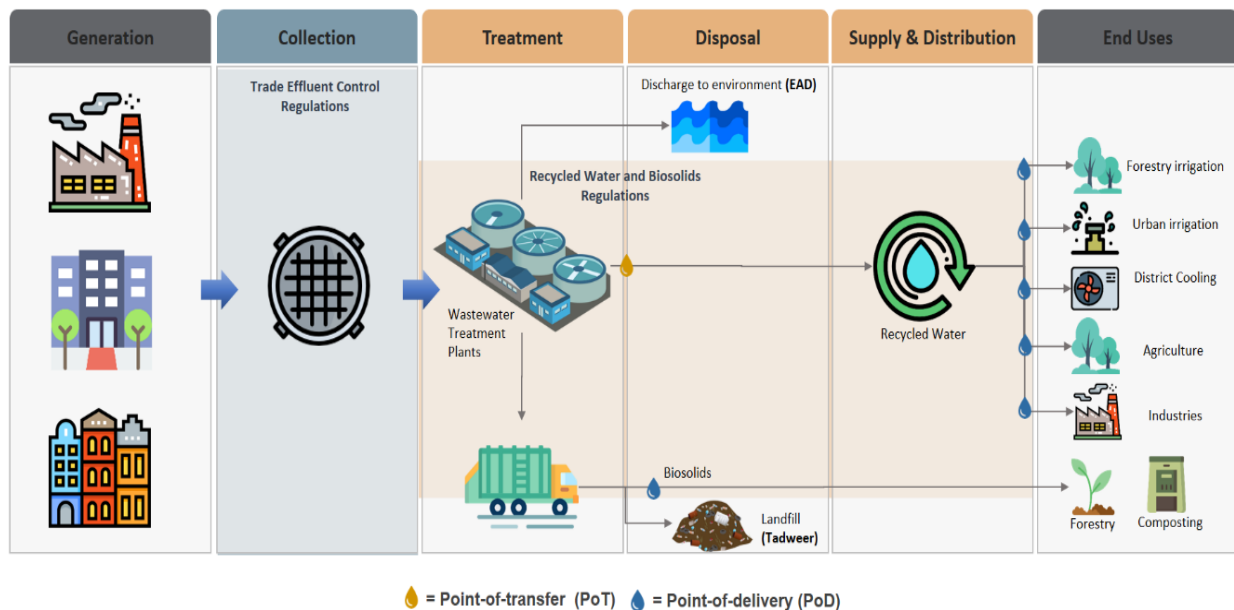 Generation
Collection
Treatment
Disposal
Supply & Distribution
End Uses
Trade Effluent Control
Regulations
Discharge to environment (EAD)
Recycled Water and Biosolids
Regulations
Wastewater
Treatment
Plants
Recycled Water
Forestry irrigation
Urban irrigation
District Cooling
Agriculture
Industries
Biosolids
Landfill
(Tadweer)
Forestry
Composting
= Point-of-transfer (PoT)
= Point-of-delivery (PoD)